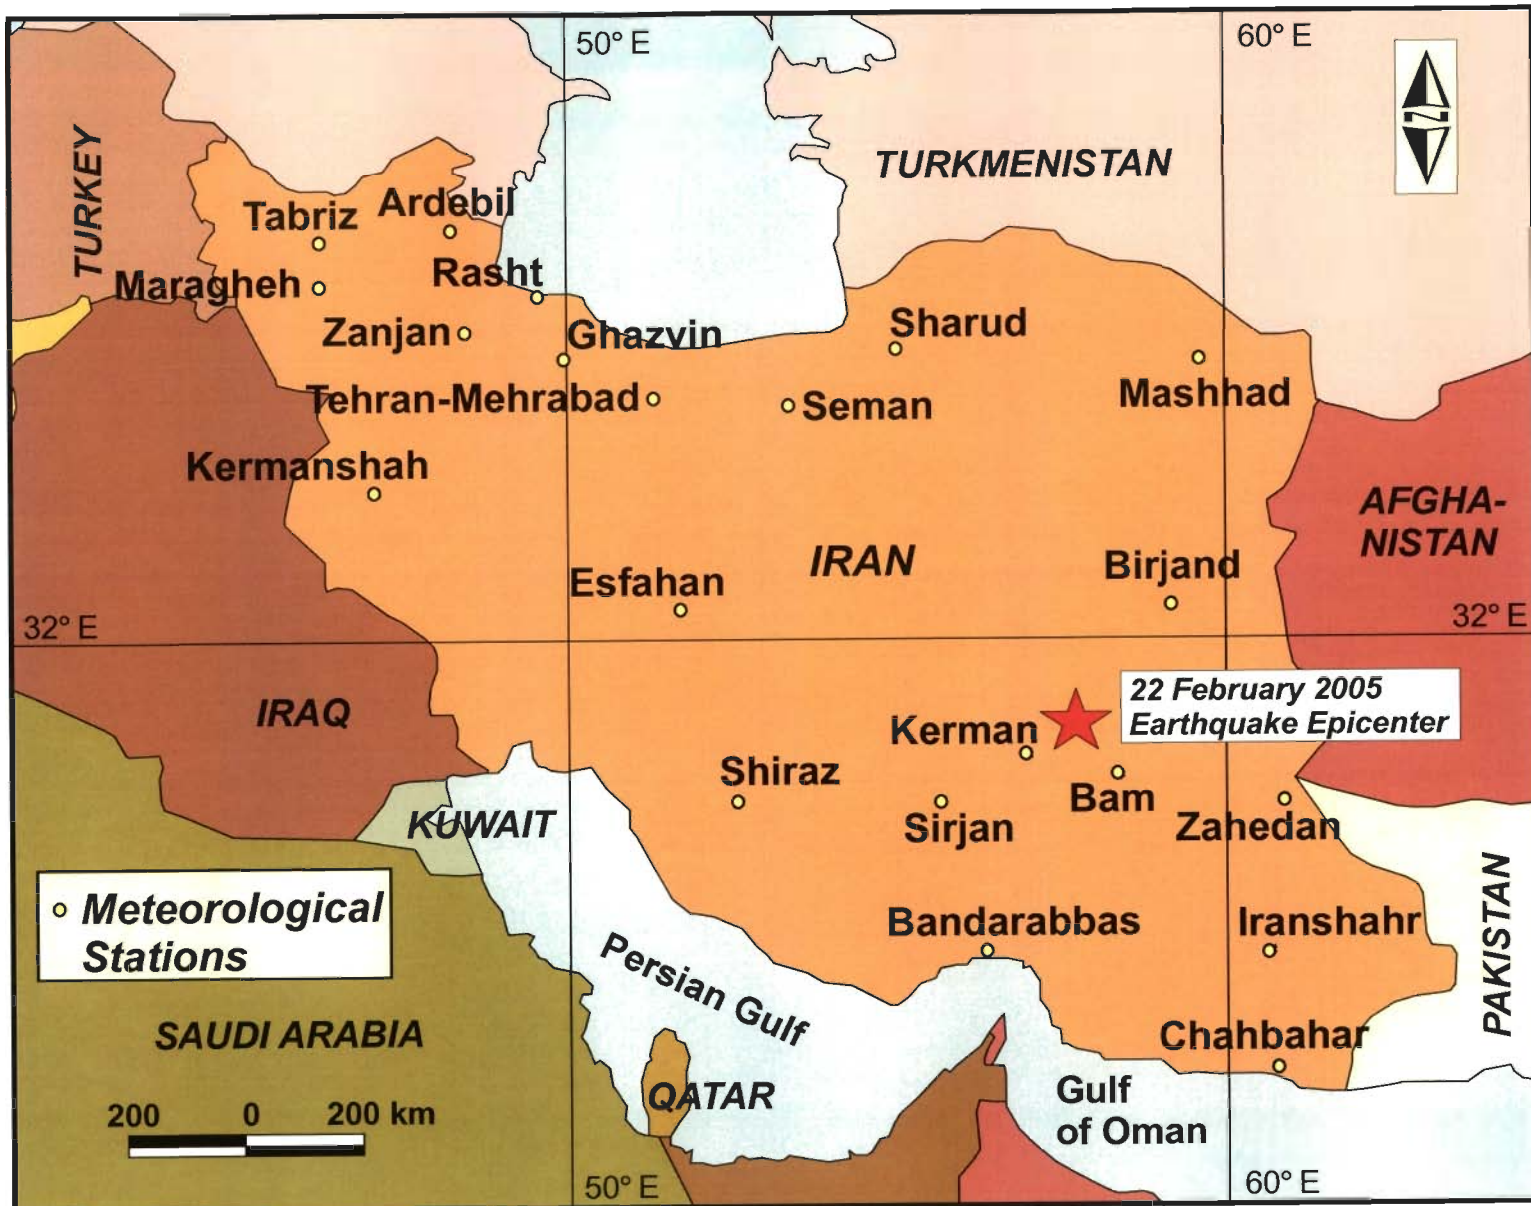 50° E
60° E
TURKEY
TURKMENISTAN
N
Tabriz
Ardebil
Maragheh
Rasht
Zanjan
Ghazvin
Sharud
Tehran-Mehrabad
Seman
Mashhad
Kermanshah
AFGHA-
NISTAN
IRAN
Esfahan
Birjand
32° E
32° E
IRAQ
22 February 2005
Earthquake Epicenter
Kerman
Shiraz
Bam
Sirjan
Zahedan
KUWAIT
Meteorological
Stations
Bandarabbas
Iranshahr
PAKISTAN
Persian Gulf
SAUDI ARABIA
Chahbahar
QATAR
Gulf
of Oman
200 0 200 km
50° E
60° E